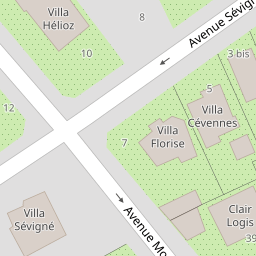 Villa
Hélioz
8
Avenue Sévign
10
3 bis
5
12
Villa
Cévennes
7
Villa
Florise
Villa
Sévigné
Avenue Mo
Clair
Logis
39